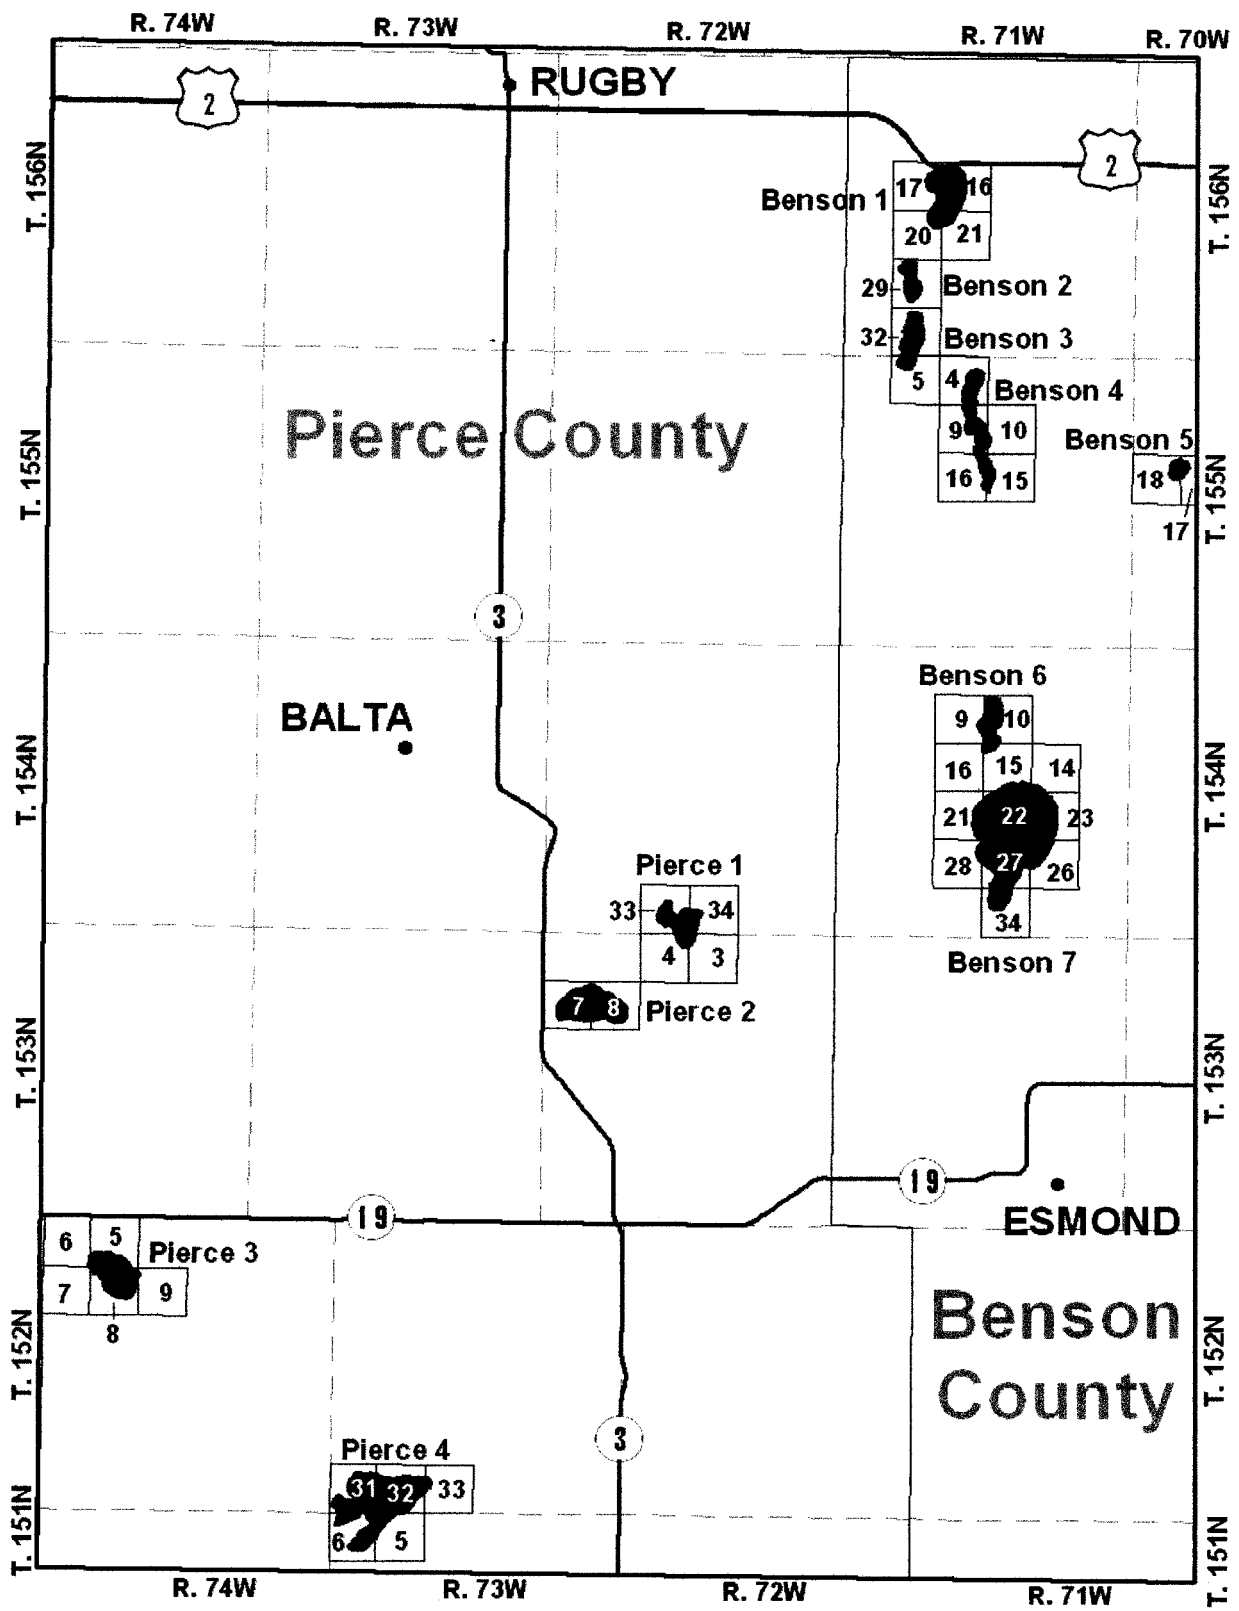 R. 74W
R. 73W
R. 72W
R. 71W
R. 70W
RUGBY
2
2
T. 156N
T. 156N
Benson 1
17
16
20
21
29
Benson 2
32
Benson 3
5
4
Benson 4
9
10
16
15
Benson 5
18
17
Pierce County
T. 155N
T. 155N
3
Benson 6
9
10
16
15
14
21
22
23
28
27
26
34
Benson 7
BALTA
T. 154N
T. 154N
Pierce 1
33
34
4
3
7
8
Pierce 2
T. 153N
T. 153N
19
19
ESMOND
6
5
Pierce 3
7
9
8
Benson
County
T. 152N
T. 152N
3
Pierce 4
31
32
33
6
5
T. 151N
T. 151N
R. 74W
R. 73W
R. 72W
R. 71W